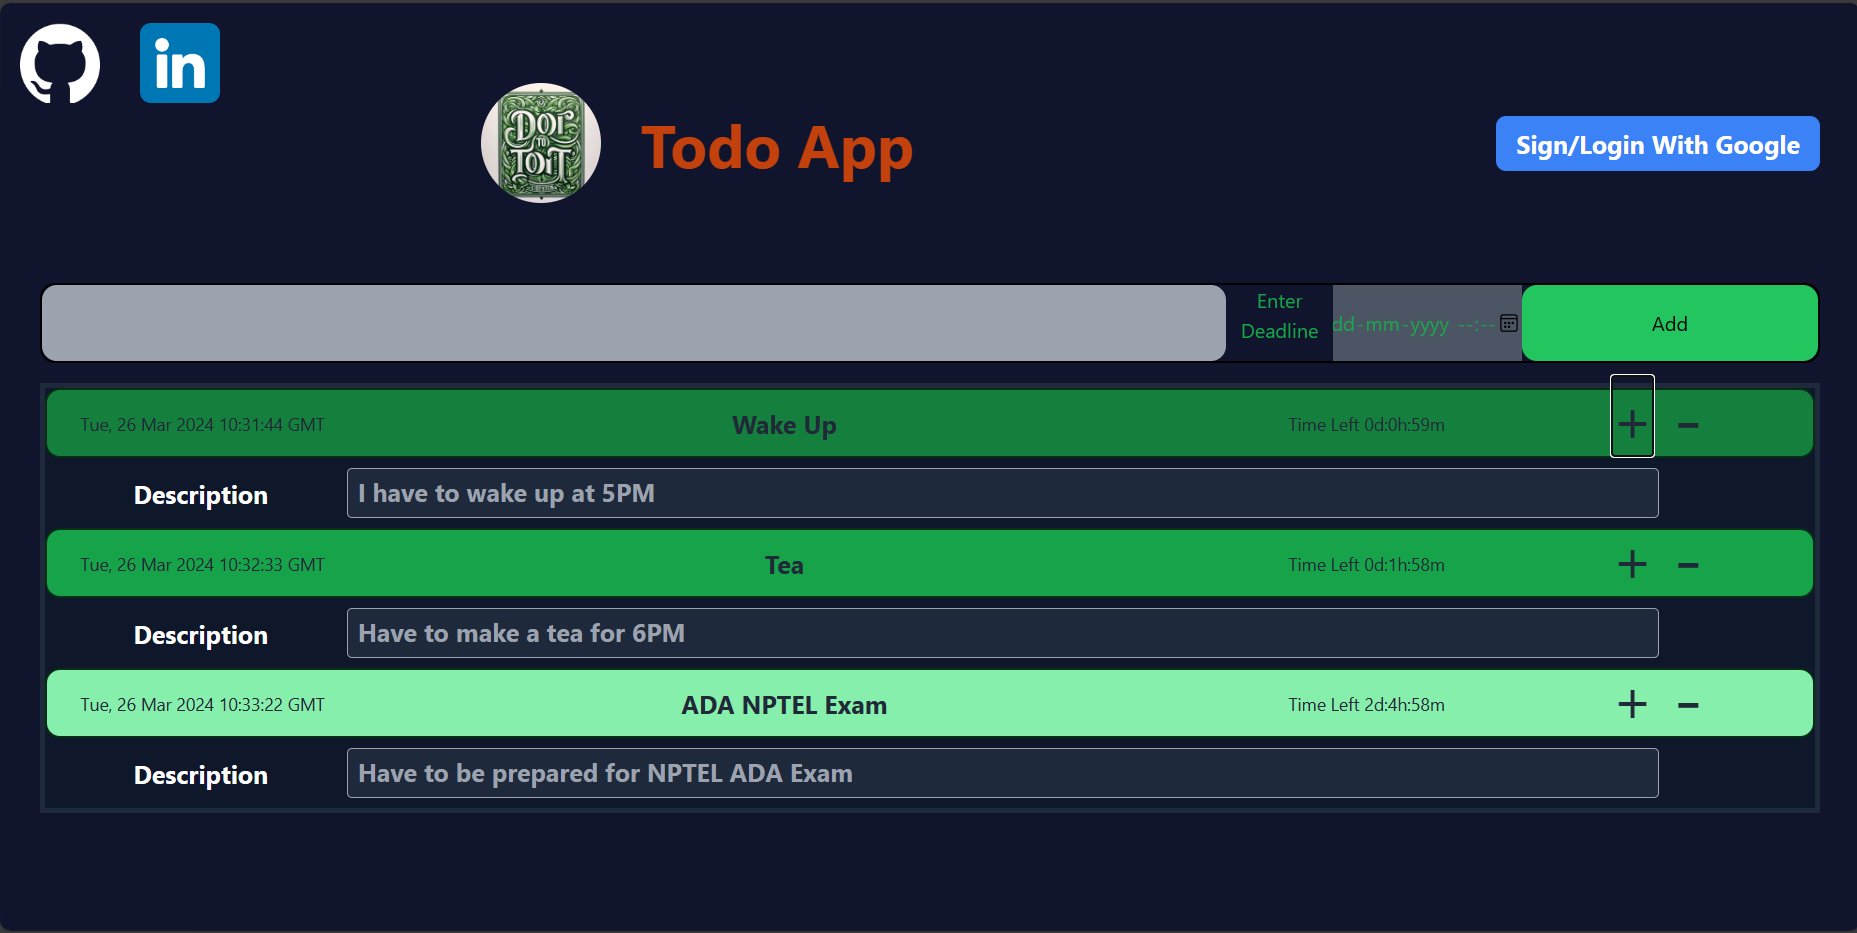 in
DOT
TO
TOIT
Todo App
Sign/Login With Google
Enter
Deadline
dd-mm-yyyy --:--
Add
Tue, 26 Mar 2024 10:31:44 GMT
Wake Up
Time Left 0d:0h:59m
+ -
Description
I have to wake up at 5PM
Tue, 26 Mar 2024 10:32:33 GMT
Tea
Time Left 0d:1h:58m
+ -
Description
Have to make a tea for 6PM
Tue, 26 Mar 2024 10:33:22 GMT
ADA NPTEL Exam
Time Left 2d:4h:58m
+ -
Description
Have to be prepared for NPTEL ADA Exam